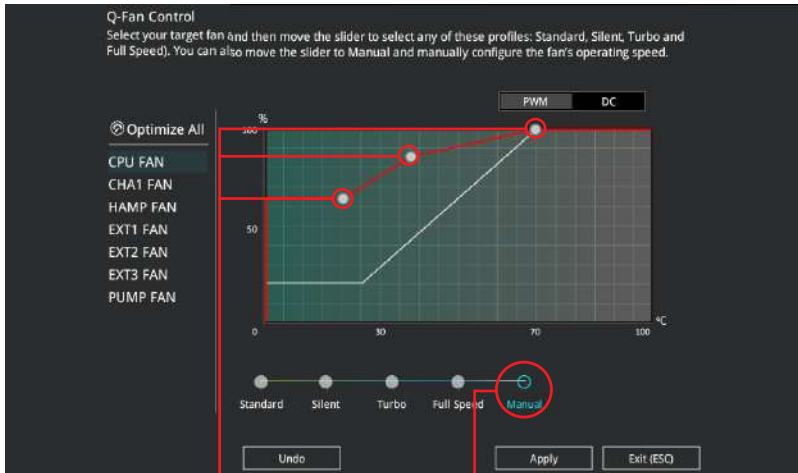 Q-Fan Control
Select your target fan and then move the slider to select any of these profiles: Standard, Silent, Turbo and
Full Speed). You can also move the slider to Manual and manually configure the fan's operating speed.
PWM DC
Optimize All
CPU FAN
CHA1 FAN
HAMP FAN
EXT1 FAN
EXT2 FAN
EXT3 FAN
PUMP FAN
%
100
50
0 30 70 100
°C
Standard Silent Turbo Full Speed Manual
Undo Apply Exit (ESC)